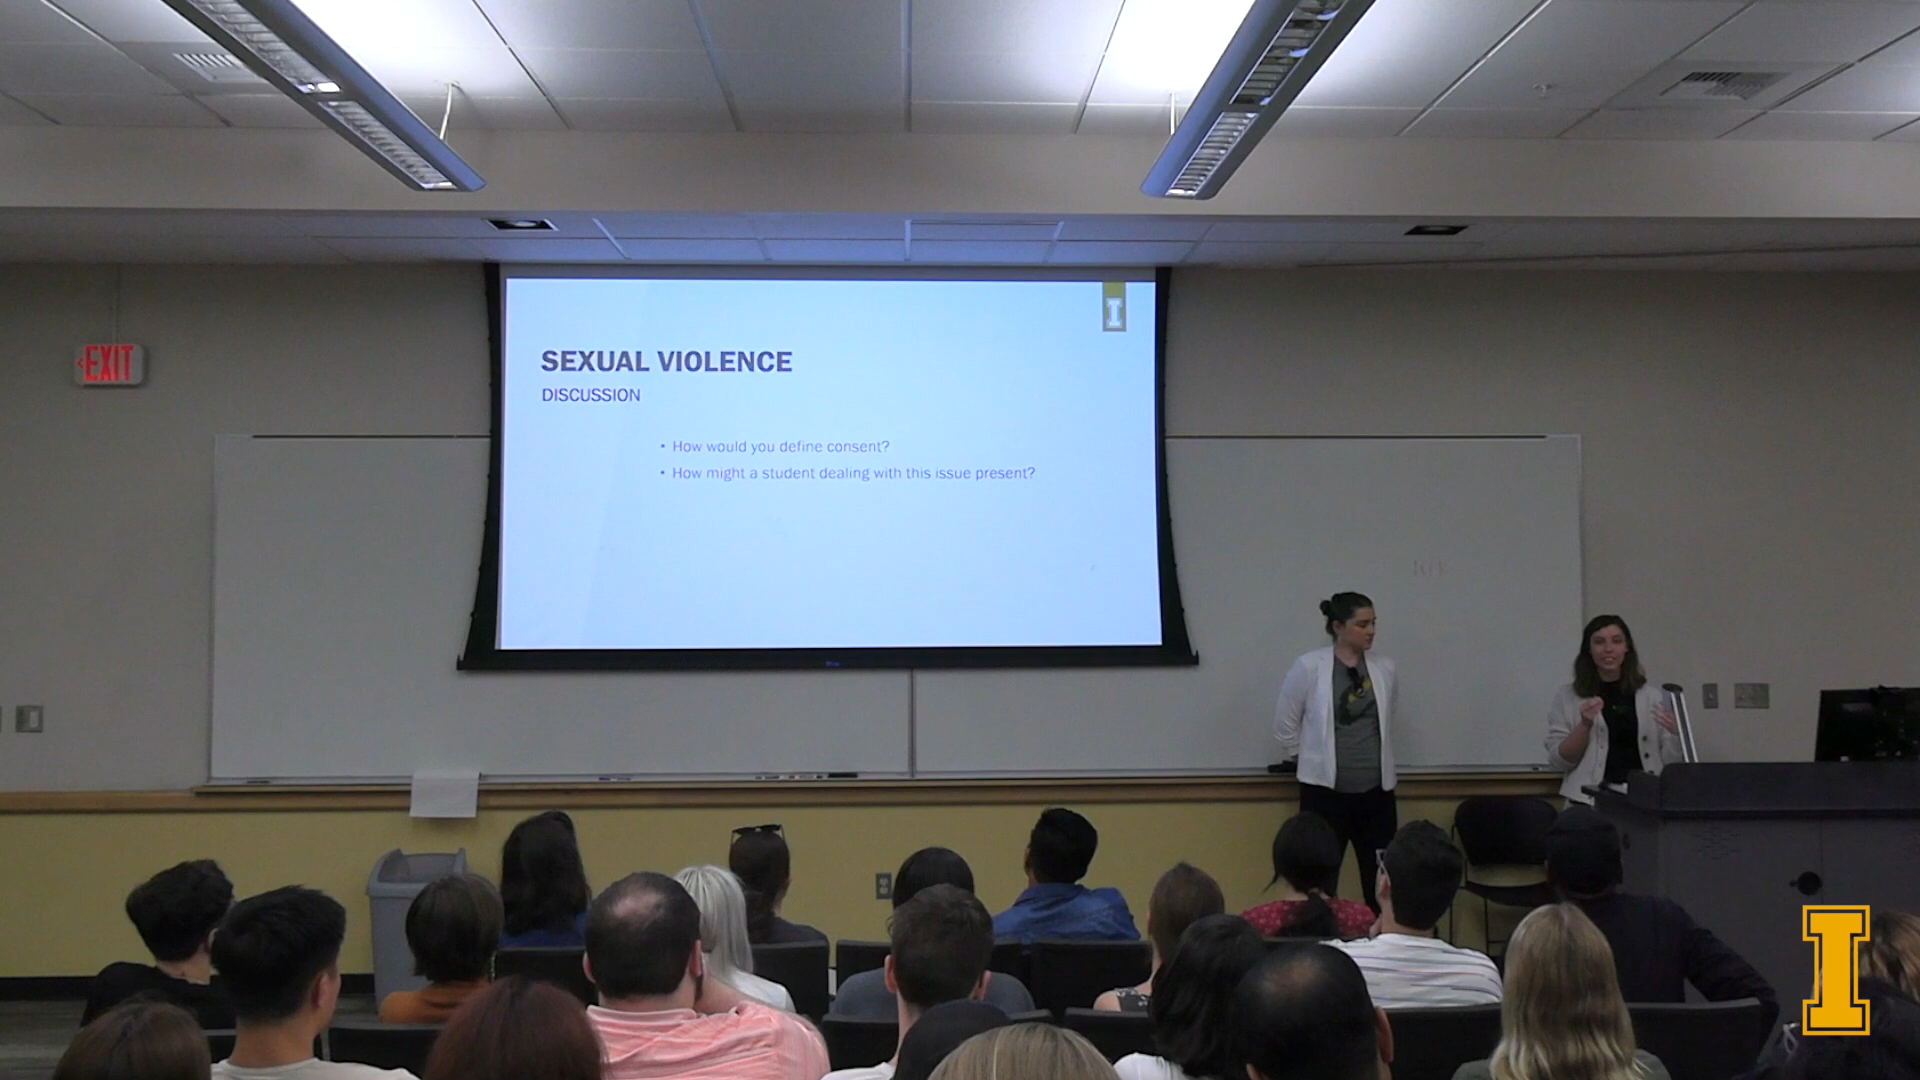 EXIT
I
SEXUAL VIOLENCE
DISCUSSION
• How would you define consent?
• How might a student dealing with this issue present?
I